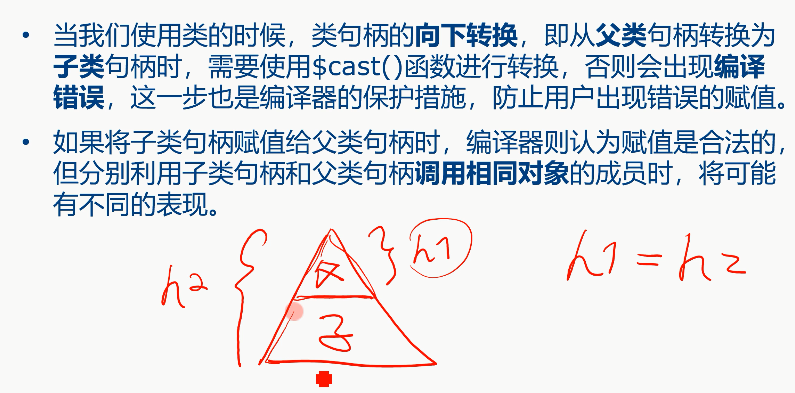 • 当我们使用类的时候，类句柄的向下转换，即从父类句柄转换为
子类句柄时，需要使用$cast()函数进行转换，否则会出现编译
错误，这一步也是编译器的保护措施，防止用户出现错误的赋值。
• 如果将子类句柄赋值给父类句柄时，编译器则认为赋值是合法的，
但分别利用子类句柄和父类句柄调用相同对象的成员时，将可能
有不同的表现。
h2 父 h1
子
h1=h2